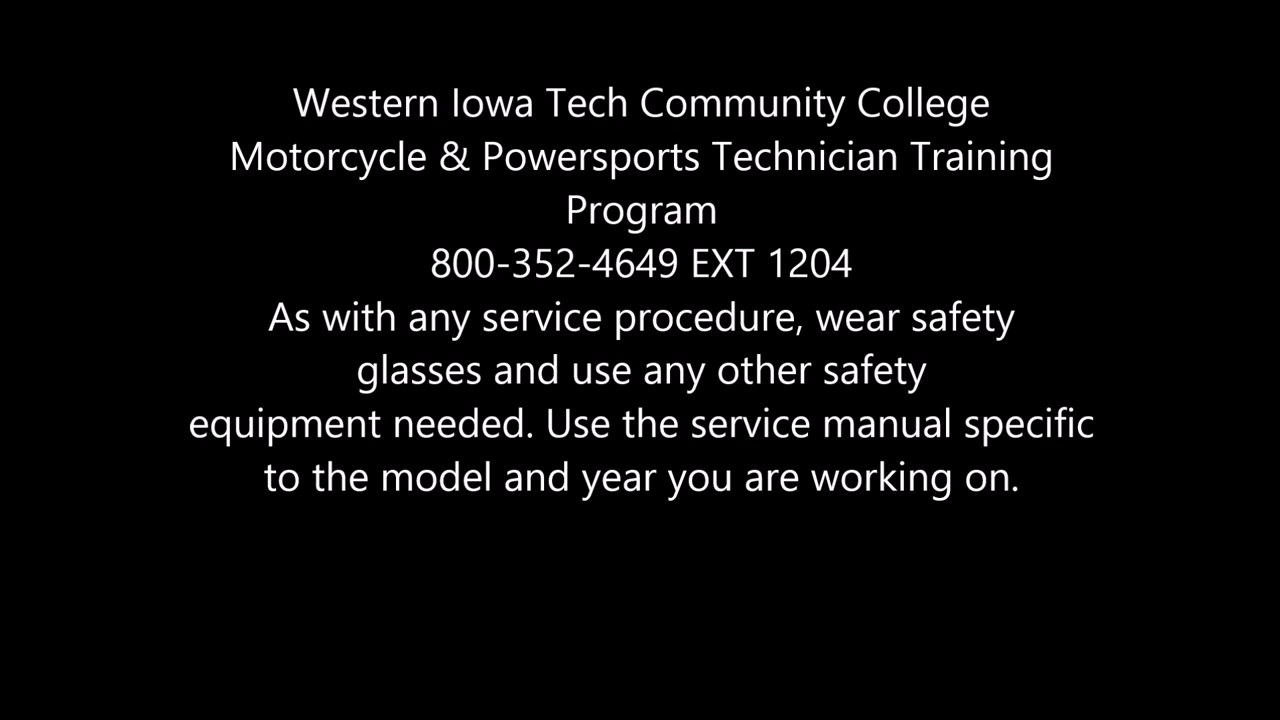 Western Iowa Tech Community College
Motorcycle & Powersports Technician Training
Program
800-352-4649 EXT 1204
As with any service procedure, wear safety
glasses and use any other safety
equipment needed. Use the service manual specific
to the model and year you are working on.